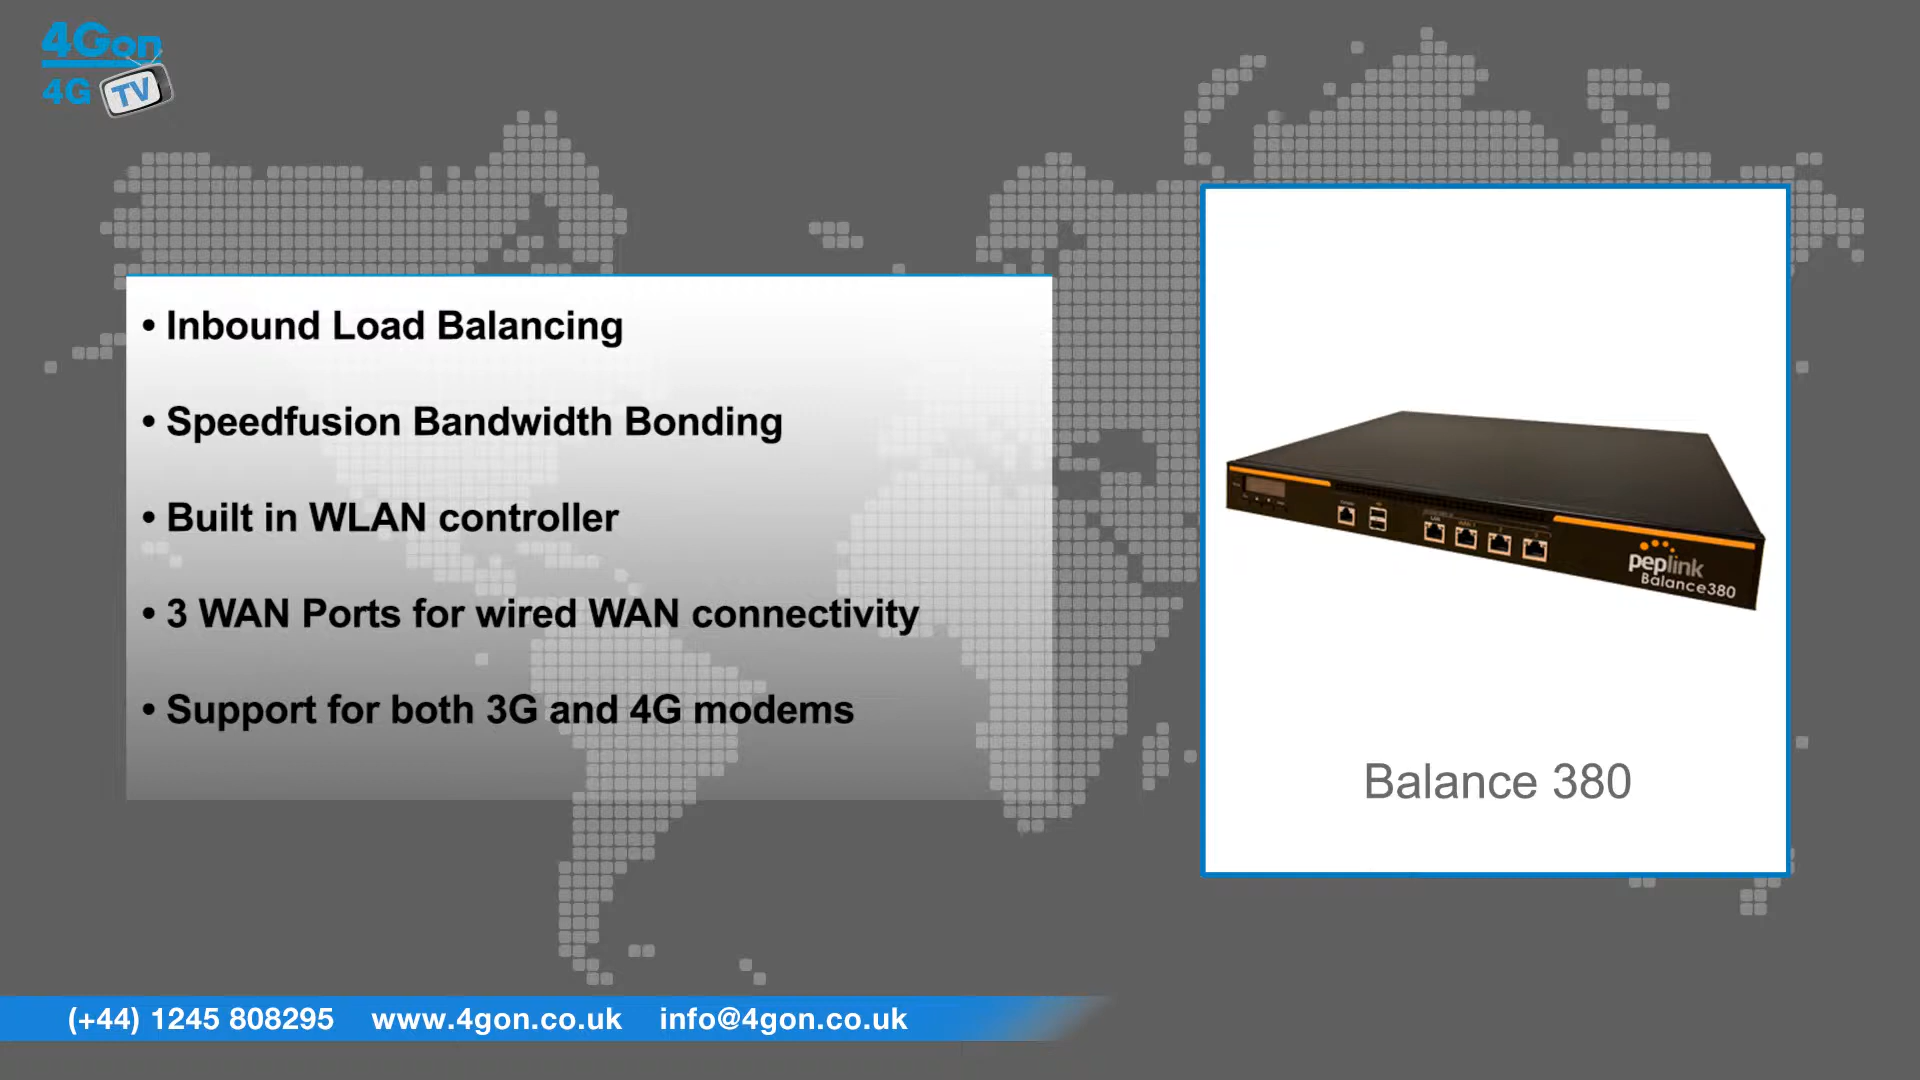 4Gon
4G TV
• Inbound Load Balancing
• Speedfusion Bandwidth Bonding
• Built in WLAN controller
• 3 WAN Ports for wired WAN connectivity
• Support for both 3G and 4G modems
peplink
Balance380
Balance 380
(+44) 1245 808295 www.4gon.co.uk info@4gon.co.uk